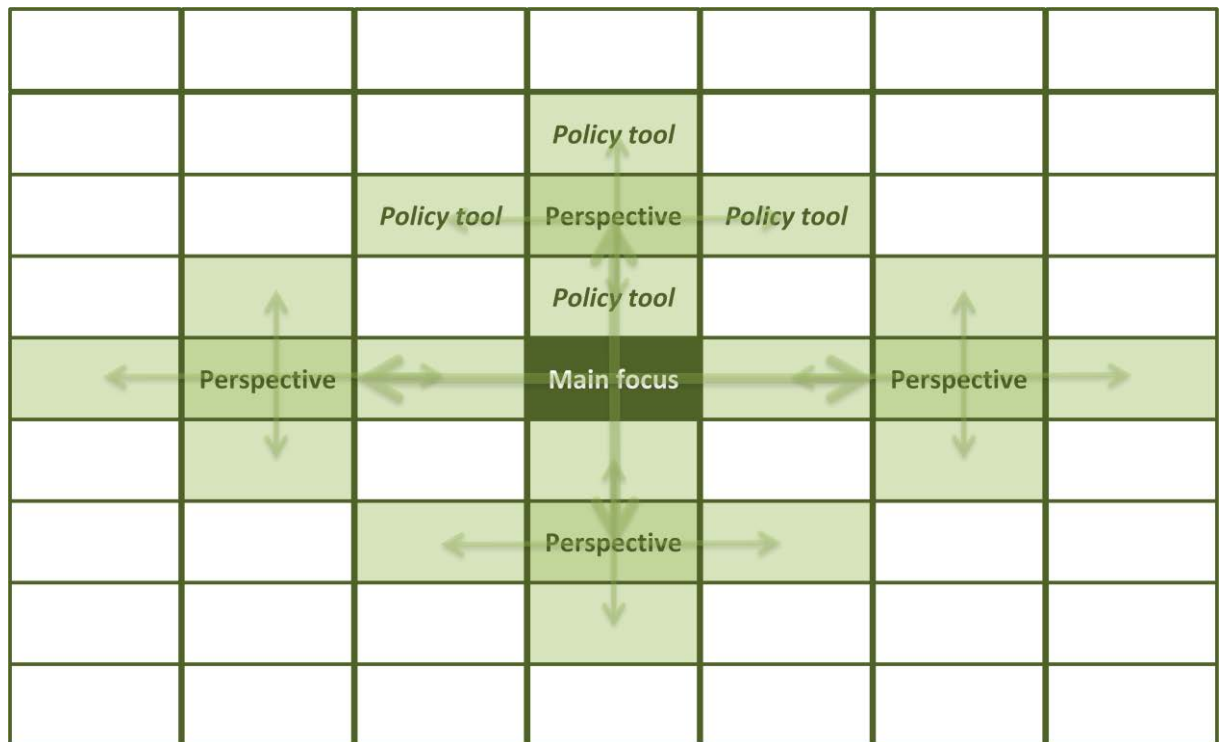 Policy tool
Policy tool Perspective Policy tool
Policy tool
Perspective Main focus Perspective
Perspective